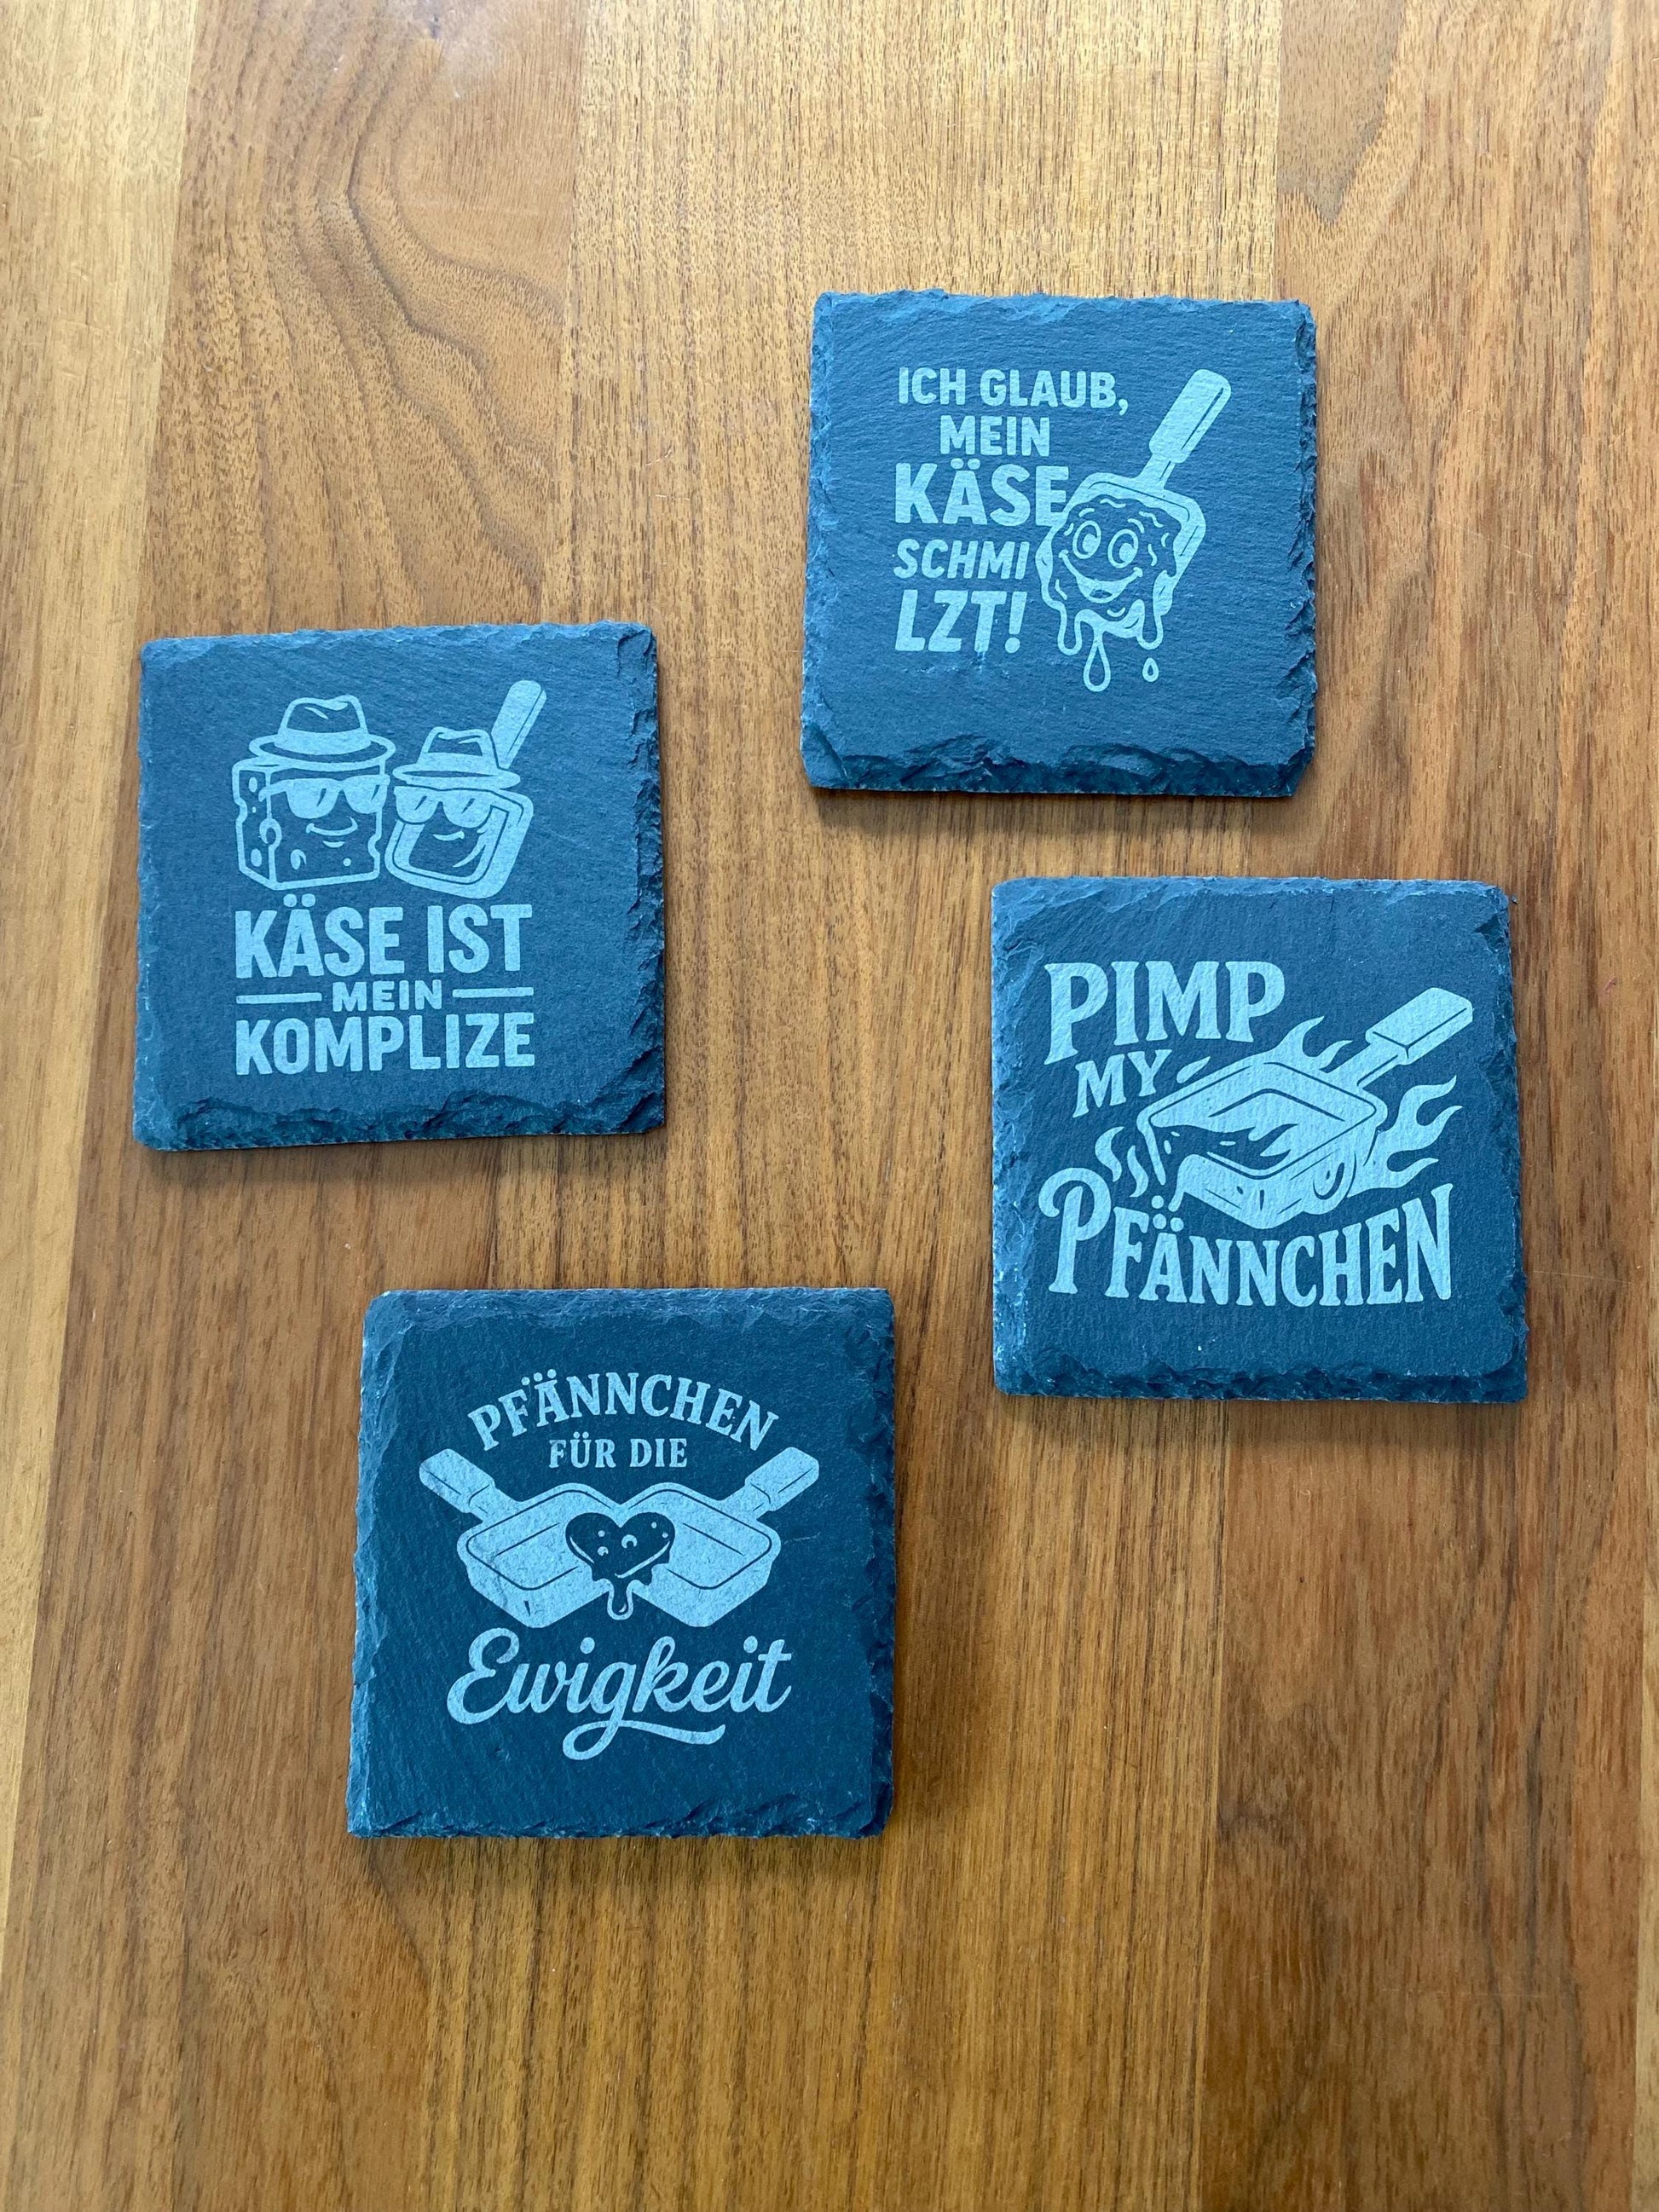 ICH GLAUB,
MEIN
KÄSE
SCHMI
LZT!
KÄSE IST
MEIN
KOMPLIZE
PIMP
MY
PFÄNNCHEN
PFÄNNCHEN
FÜR DIE
Ewigkeit